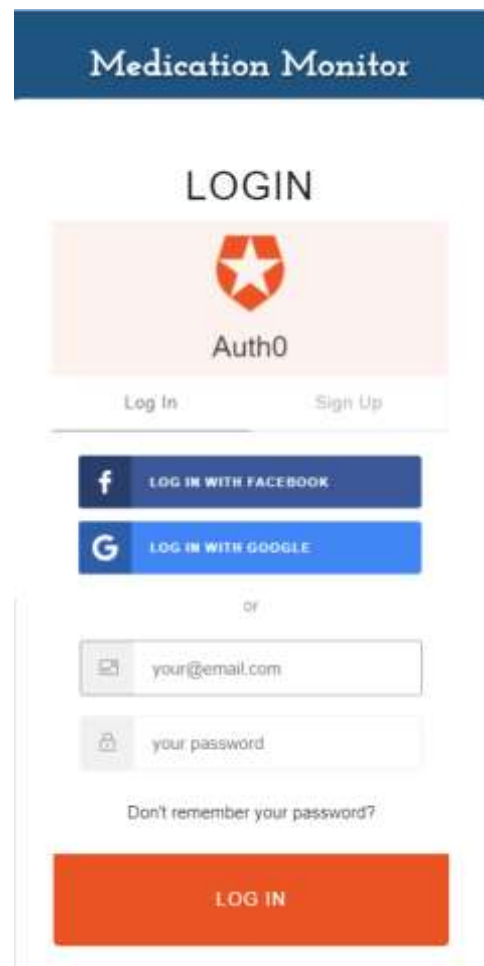 Medication Monitor
LOGIN
Auth0
Log In Sign Up
f LOG IN WITH FACEBOOK
G LOG IN WITH GOOGLE
or
your@email.com
your password
Don't remember your password?
LOG IN